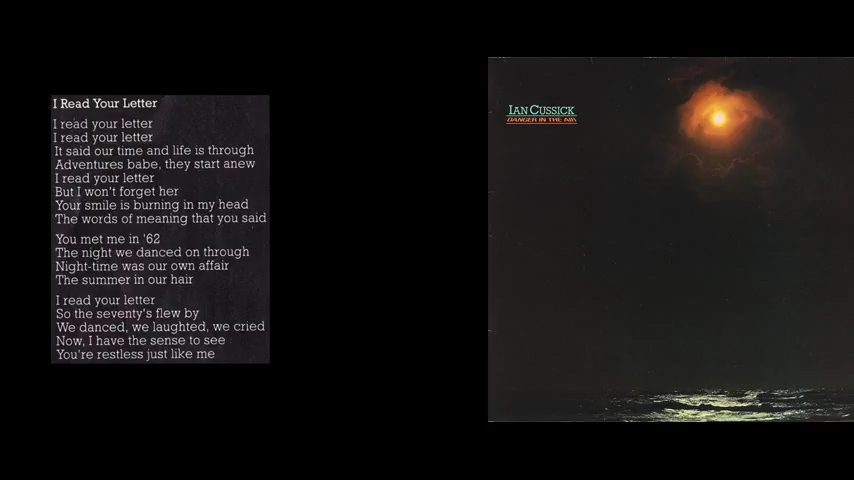 I Read Your Letter
I read your letter
I read your letter
It said our time and life is through
Adventures babe, they start anew
I read your letter
But I won't forget her
Your smile is burning in my head
The words of meaning that you said
You met me in '62
The night we danced on through
Night-time was our own affair
The summer in our hair
I read your letter
So the seventy's flew by
We danced, we laughted, we cried
Now, I have the sense to see
You're restless just like me
IAN CUSSICK
DANGER IN THE AIR